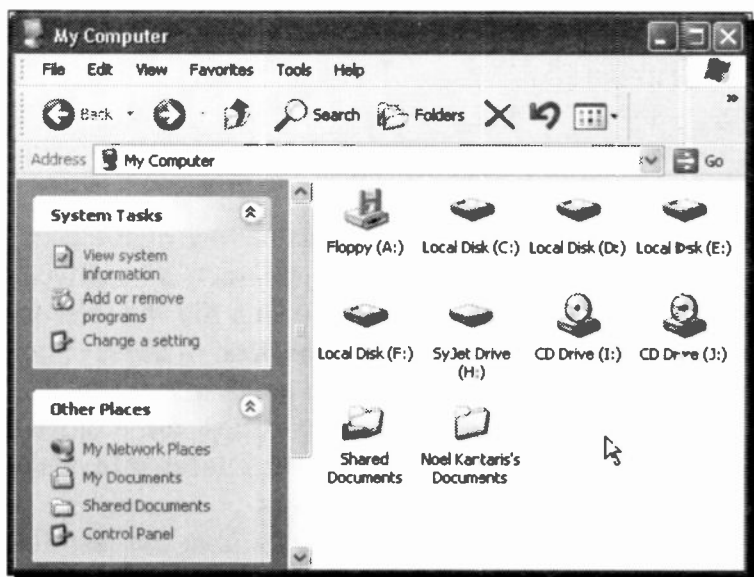 My Computer
File Edit View Favorites Tools Help
Back Search Folders
Address My Computer Go
System Tasks
View system
information
Add or remove
programs
Change a setting
Other Places
My Network Places
My Documents
Shared Documents
Control Panel
Floppy (A:) Local Disk (C:) Local Disk (D:) Local Disk (E:)
Local Disk (F:) SyJet Drive
(H:) CD Drive (I:) CD Drive (J:)
Shared
Documents Noel Kartaris's
Documents